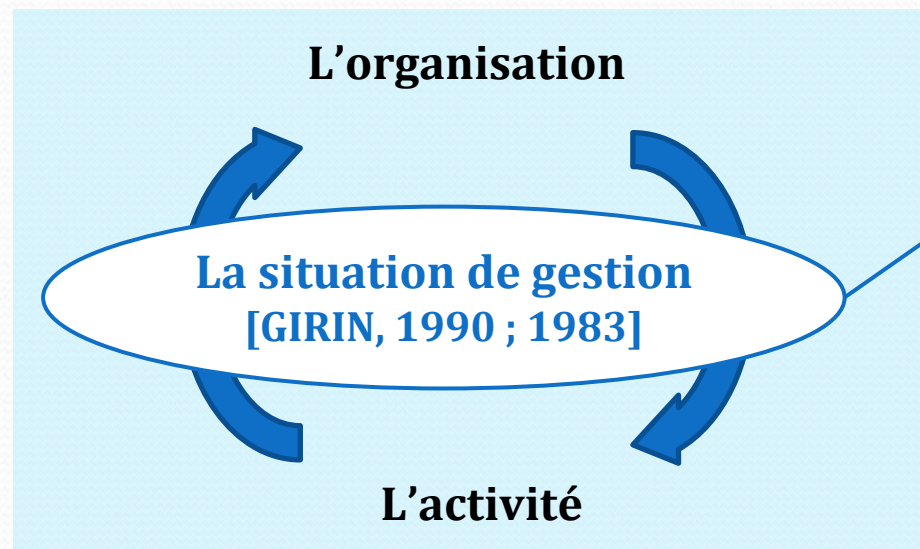 L’organisation
La situation de gestion
[GIRIN, 1990 ; 1983]
L’activité